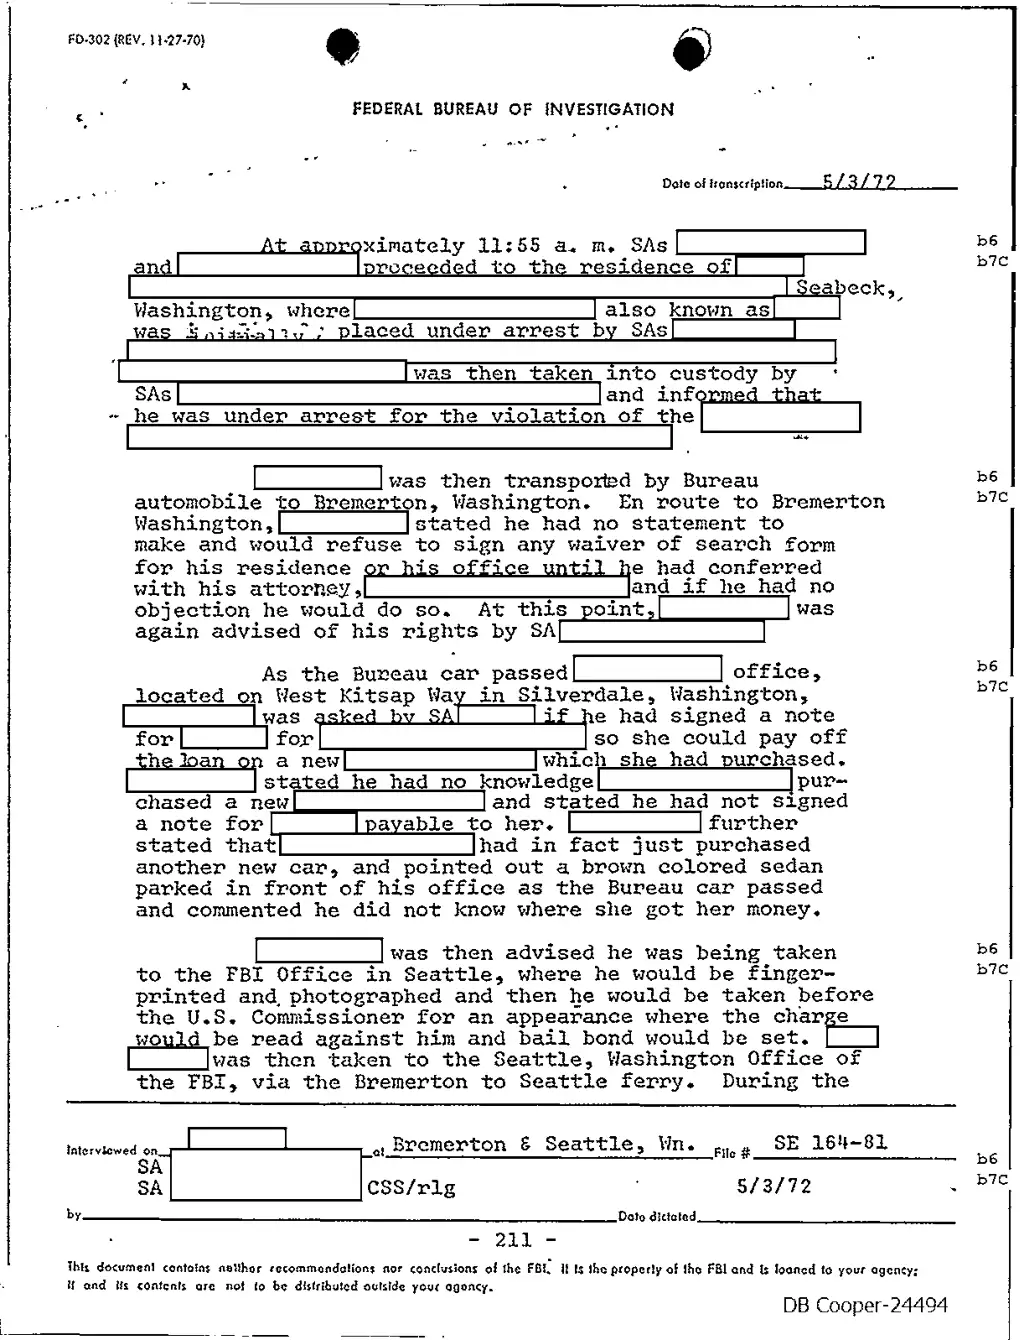 FD-302 (REV. 11-27-70)
FEDERAL BUREAU OF INVESTIGATION
Date of transcription 5/3/72
At approximately 11:55 a. m. SAs b6
and proceeded to the residence of b7C
Seabeck,
Washington, where also known as
was initially placed under arrest by SAs
was then taken into custody by
SAs and informed that
he was under arrest for the violation of the
was then transported by Bureau b6
automobile to Bremerton, Washington. En route to Bremerton b7C
Washington, stated he had no statement to
make and would refuse to sign any waiver of search form
for his residence or his office until he had conferred
with his attorney, and if he had no
objection he would do so. At this point, was
again advised of his rights by SA
As the Bureau car passed office, b6
located on West Kitsap Way in Silverdale, Washington, b7C
was asked by SA if he had signed a note
for for so she could pay off
the loan on a new which she had purchased.
stated he had no knowledge pur-
chased a new and stated he had not signed
a note for payable to her. further
stated that had in fact just purchased
another new car, and pointed out a brown colored sedan
parked in front of his office as the Bureau car passed
and commented he did not know where she got her money.
was then advised he was being taken b6
to the FBI Office in Seattle, where he would be finger- b7C
printed and photographed and then he would be taken before
the U.S. Commissioner for an appearance where the charge
would be read against him and bail bond would be set.
was then taken to the Seattle, Washington Office of
the FBI, via the Bremerton to Seattle ferry. During the
Interviewed on at Bremerton & Seattle, Wn. File # SE 164-81
SA b6
SA CSS/rlg 5/3/72 b7C
by Date dictated
- 211 -
This document contains neither recommendations nor conclusions of the FBI. It is the property of the FBI and is loaned to your agency;
it and its contents are not to be distributed outside your agency.
DB Cooper-24494